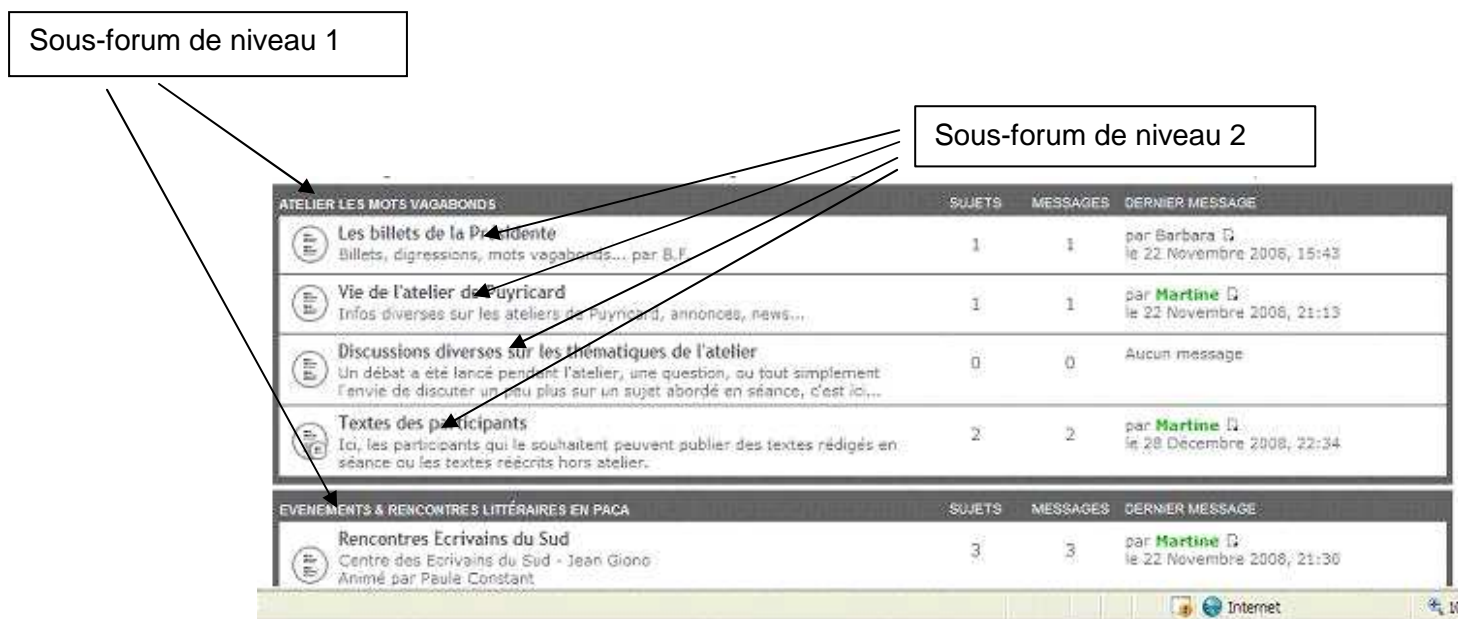 Sous-forum de niveau 1
Sous-forum de niveau 2
ATELIER LES MOTS VAGABONDS SUJETS MESSAGES DERNIER MESSAGE
Les billets de la Présidente
Billets, digressions, mots vagabonds... par B.F.
1 1 par Barbara
le 22 Novembre 2008, 15:43
Vie de l'atelier de Puyricard
Infos diverses sur les ateliers de Puyricard, annonces, news...
1 1 par Martine
le 22 Novembre 2008, 21:13
Discussions diverses sur les thématiques de l'atelier
Un débat a été lancé pendant l'atelier, une question, ou tout simplement
l'envie de discuter un peu plus sur un sujet abordé en séance, c'est ici...
0 0 Aucun message
Textes des participants
Ici, les participants qui le souhaitent peuvent publier des textes rédigés en
séance ou les textes réécrits hors atelier.
2 2 par Martine
le 28 Décembre 2008, 22:34
EVENEMENTS & RENCONTRES LITTÉRAIRES EN PACA SUJETS MESSAGES DERNIER MESSAGE
Rencontres Ecrivains du Sud
Centre des Ecrivains du Sud - Jean Giono
Animé par Paule Constant
3 3 par Martine
le 22 Novembre 2008, 21:36
Internet